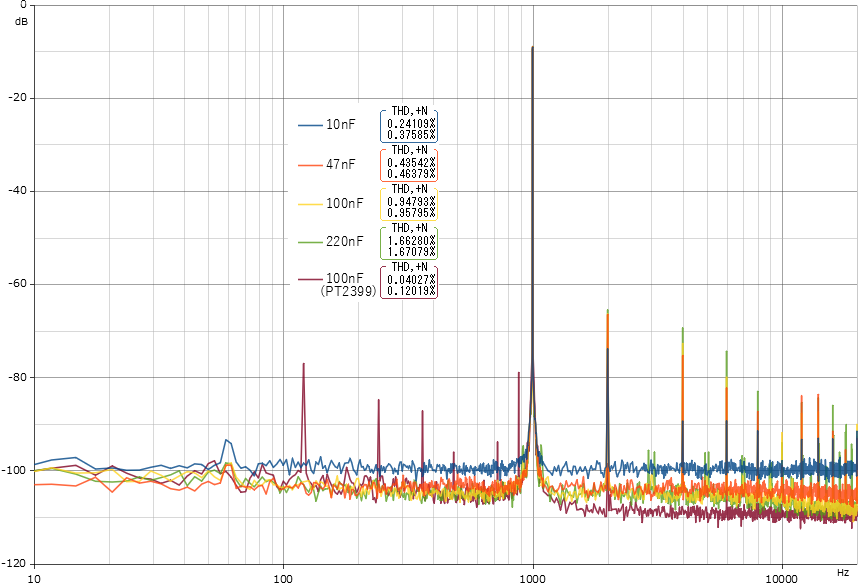 0
dB
-20
10nF
THD,+N
0.24109%
0.37585%
47nF
THD,+N
0.43542%
0.46379%
-40
100nF
THD,+N
0.94793%
0.95795%
220nF
THD,+N
1.66280%
1.67079%
-60
100nF
(PT2399)
THD,+N
0.04027%
0.12019%
-80
-100
-120
10
100
1000
10000
Hz